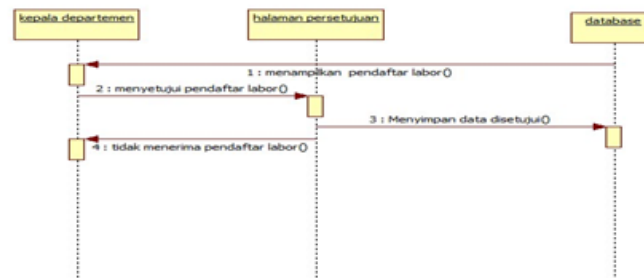 kepala departemen
halaman persetujuan
database
1 : menampilkan pendaftar labor()
2 : menyetujui pendaftar labor()
3 : Menyimpan data disetujui()
4 : tidak menerima pendaftar labor()